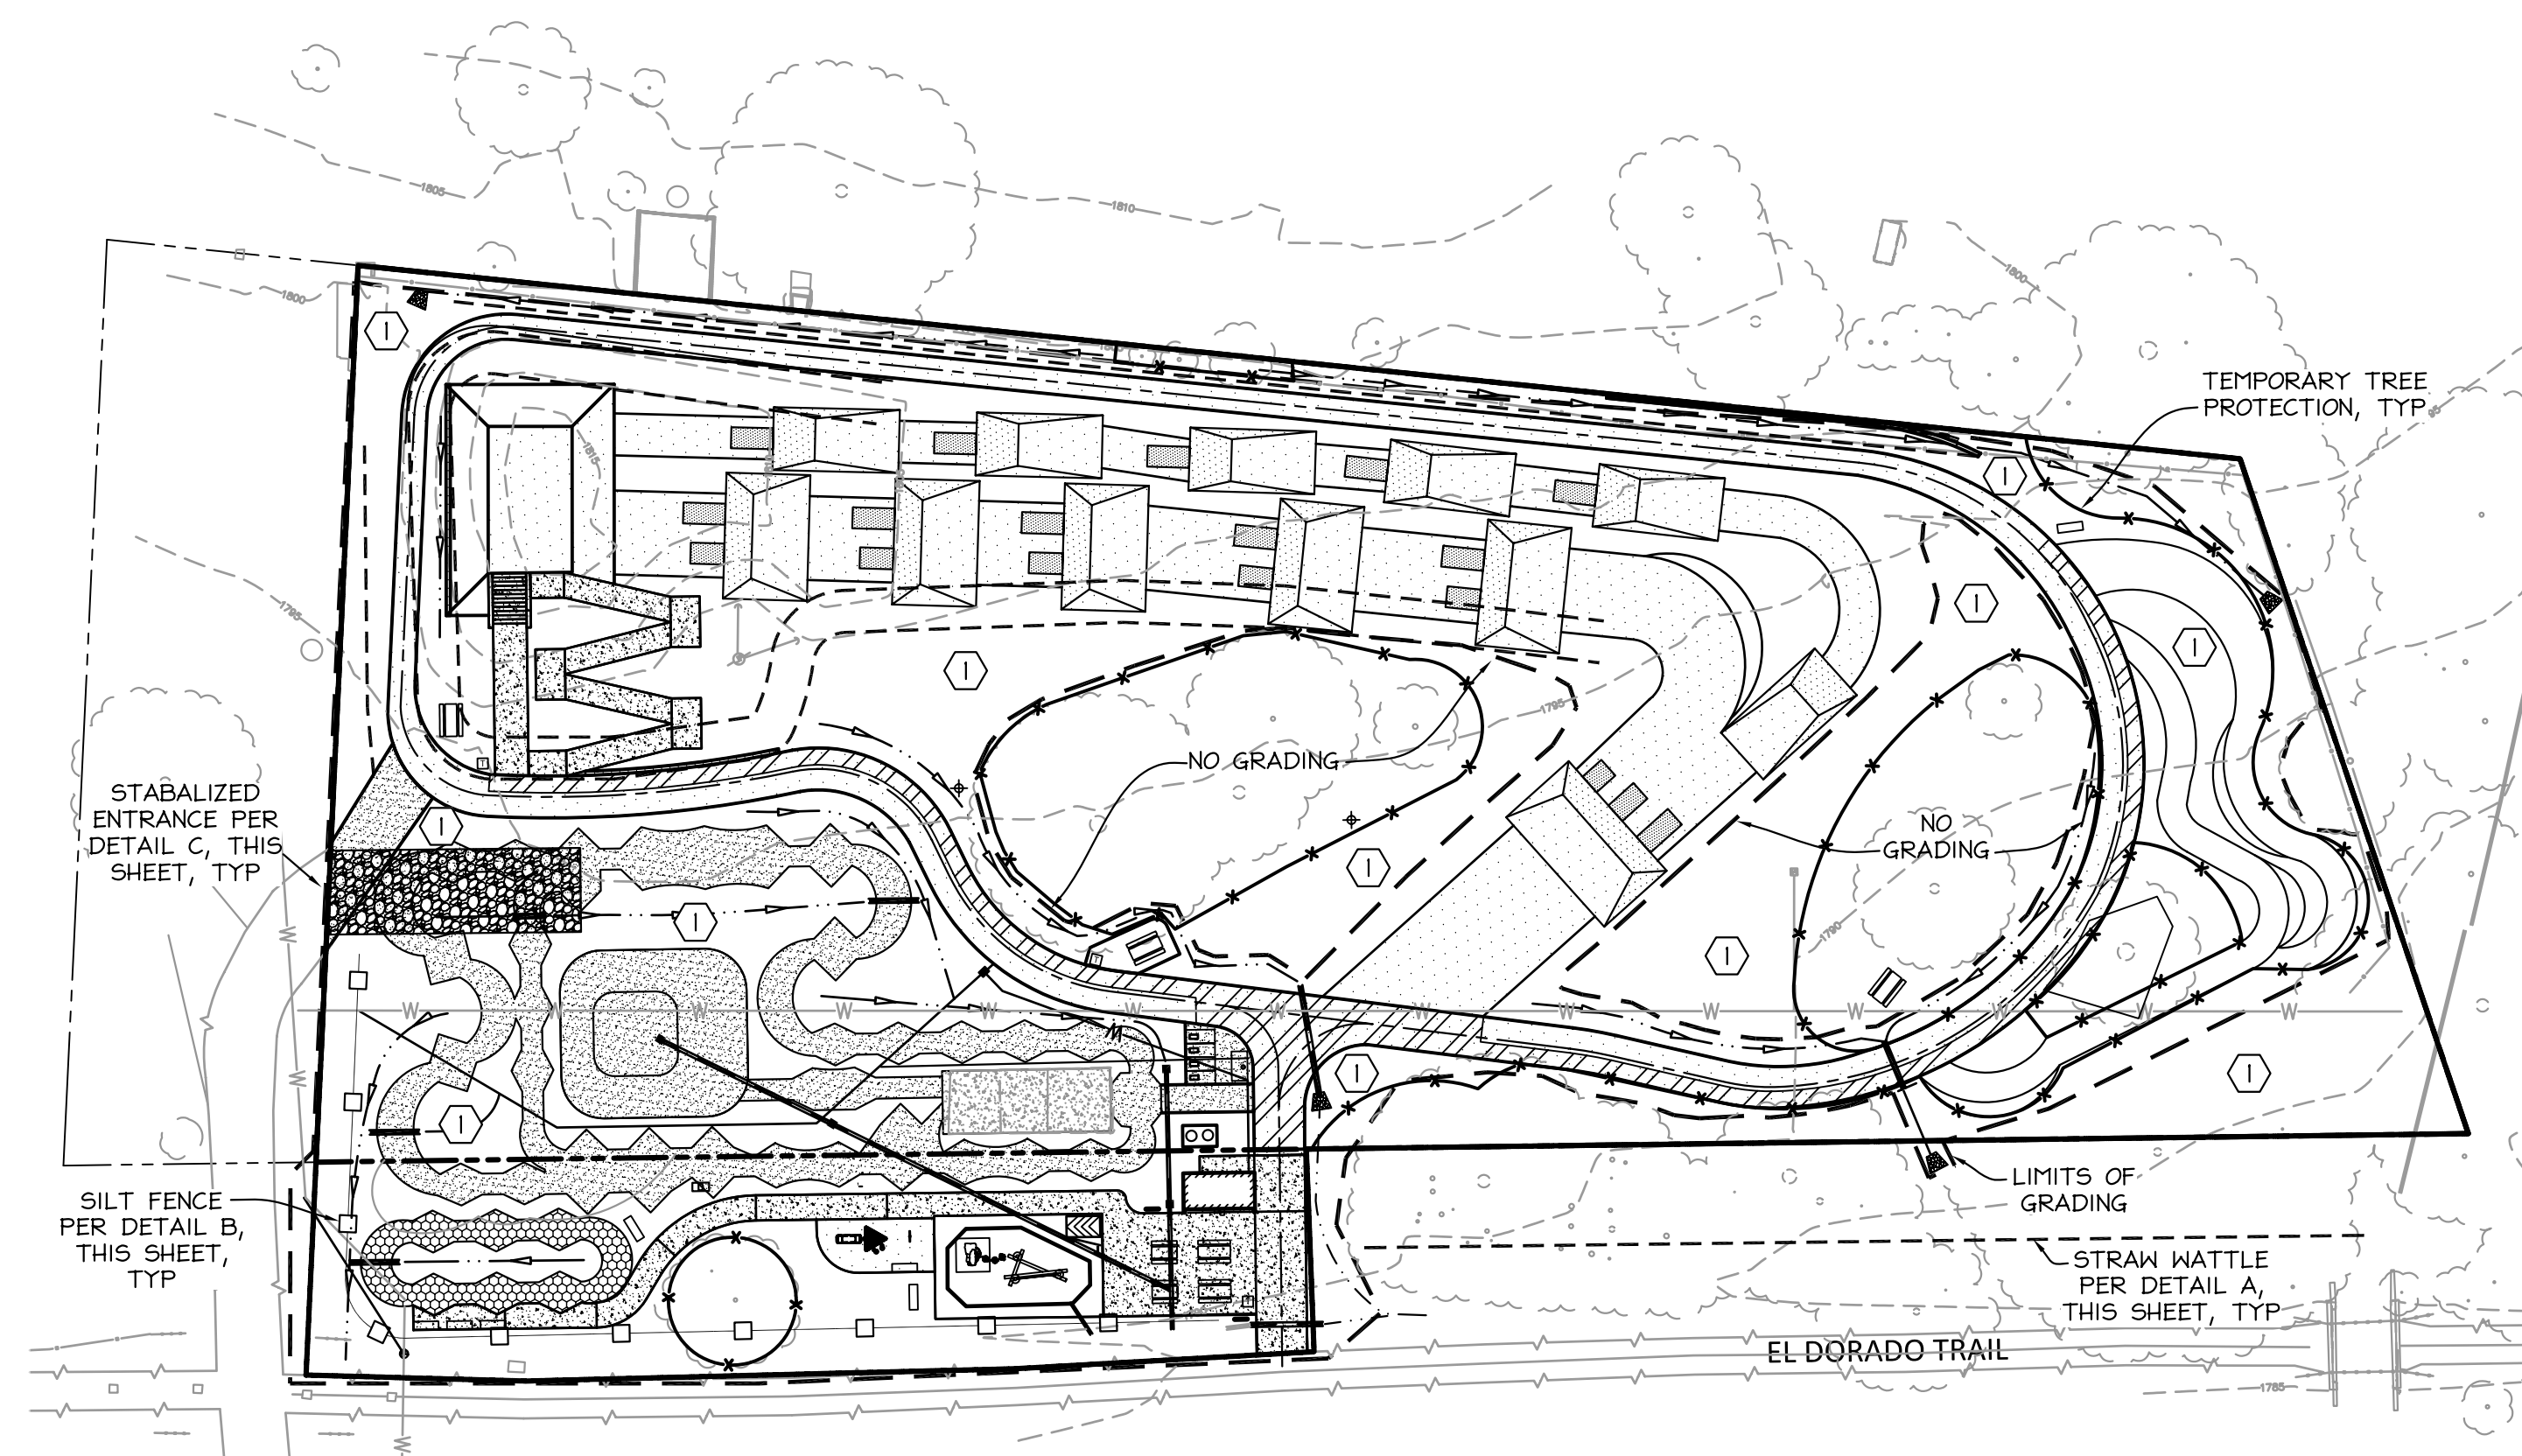 1805
1810
1800
1800
TEMPORARY TREE
PROTECTION, TYP
95
1815
1795
1795
NO GRADING
NO
GRADING
STABALIZED
ENTRANCE PER
DETAIL C, THIS
SHEET, TYP
1790
I
I
I
I
I
I
I
I
I
I
I
I
W W W W W W W W W W W W W W
LIMITS OF
GRADING
SILT FENCE
PER DETAIL B,
THIS SHEET,
TYP
STRAW WATTLE
PER DETAIL A,
THIS SHEET, TYP
EL DORADO TRAIL
1785